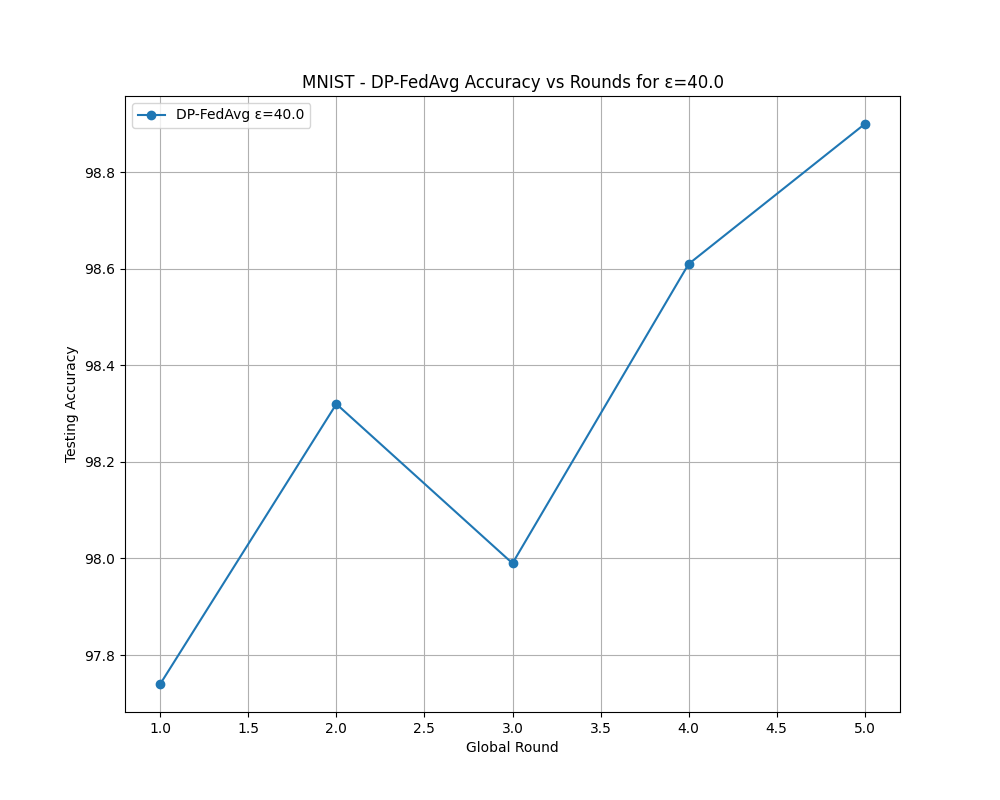 MNIST - DP-FedAvg Accuracy vs Rounds for ε=40.0
DP-FedAvg ε=40.0
Testing Accuracy
98.8
98.6
98.4
98.2
98.0
97.8
1.0 1.5 2.0 2.5 3.0 3.5 4.0 4.5 5.0
Global Round